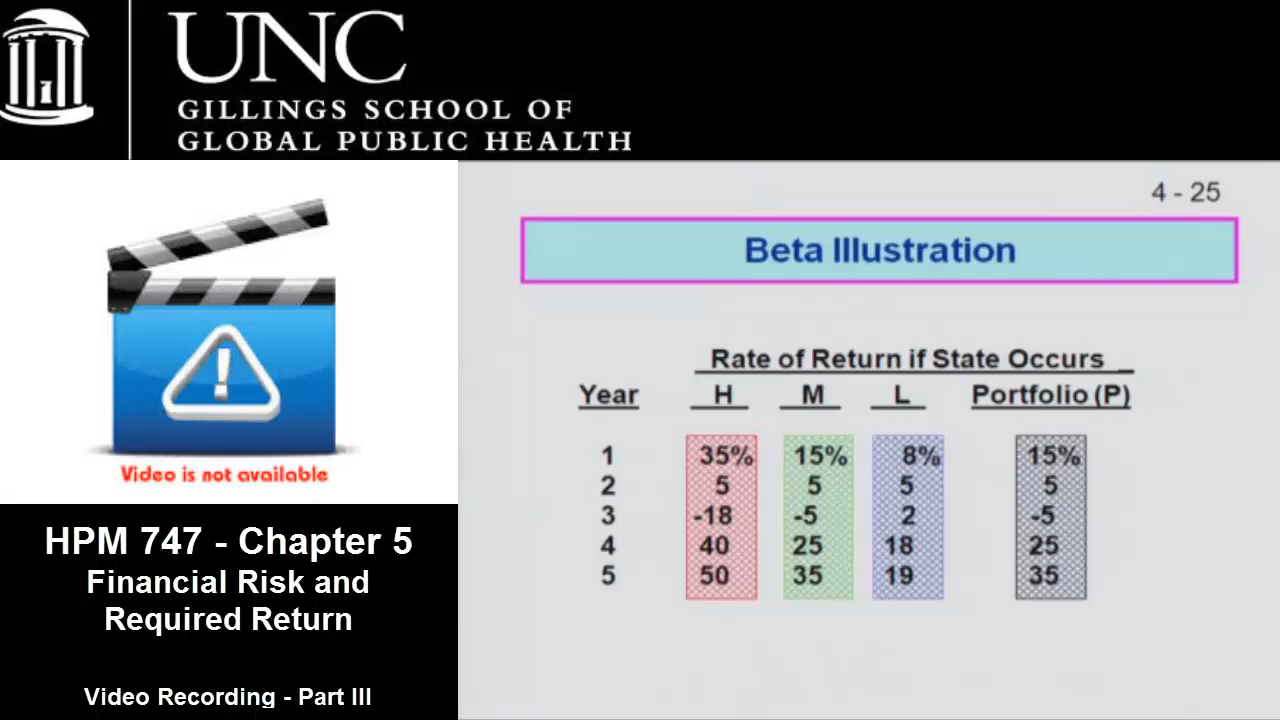 UNC
GILLINGS SCHOOL OF
GLOBAL PUBLIC HEALTH
Video is not available
HPM 747 - Chapter 5
Financial Risk and
Required Return
Video Recording - Part III
4 - 25
Beta Illustration
Rate of Return if State Occurs _
Year H M L Portfolio (P)
1 35% 15% 8% 15%
2 5 5 5 5
3 -18 -5 2 -5
4 40 25 18 25
5 50 35 19 35